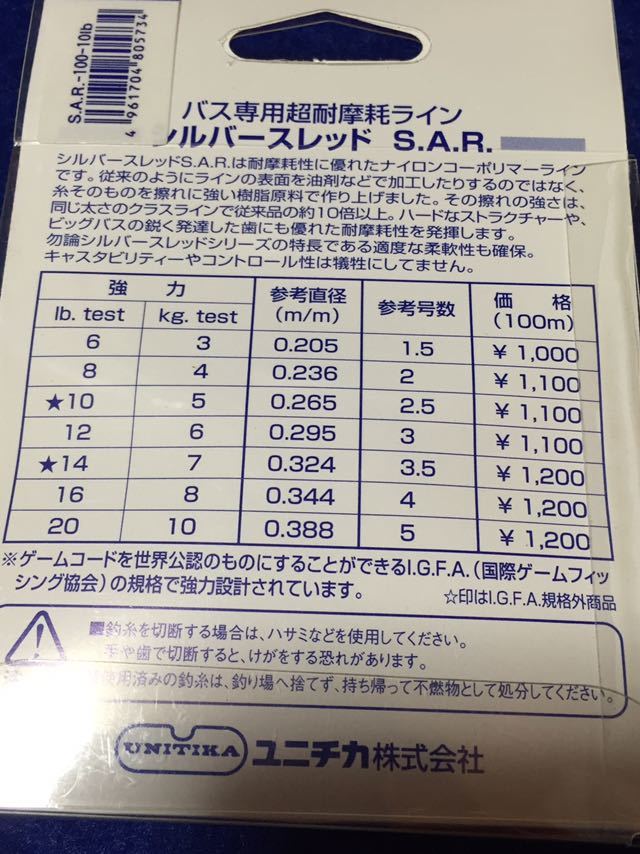 S.A.R.-100-10lb
4 961704 805734
バス専用超耐摩耗ライン
シルバースレッド S.A.R.
シルバースレッドS.A.R.は耐摩耗性に優れたナイロンコーポリマーライン
です。従来のようにラインの表面を油剤などで加工したりするのではなく、
糸そのものを擦れに強い樹脂原料で作り上げました。その擦れの強さは、
同じ太さのクラスラインで従来品の約10倍以上。ハードなストラクチャーや、
ビッグバスの鋭く発達した歯にも優れた耐摩耗性を発揮します。
勿論シルバースレッドシリーズの特長である適度な柔軟性も確保。
キャスタビリティーやコントロール性は犠牲にしてません。
強 力 参考直径 参考号数 価 格
lb. test kg. test (m/m) (100m)
6 3 0.205 1.5 ¥1,000
8 4 0.236 2 ¥1,100
★10 5 0.265 2.5 ¥1,100
12 6 0.295 3 ¥1,100
★14 7 0.324 3.5 ¥1,200
16 8 0.344 4 ¥1,200
20 10 0.388 5 ¥1,200
※ゲームコードを世界公認のものにすることができるI.G.F.A.(国際ゲームフィッ
シング協会)の規格で強力設計されています。
☆印はI.G.F.A.規格外商品
■釣糸を切断する場合は、ハサミなどを使用してください。
手や歯で切断すると、けがをする恐れがあります。
使用済みの釣糸は、釣り場へ捨てず、持ち帰って不燃物として処分してください。
UNITIKA ユニチカ株式会社